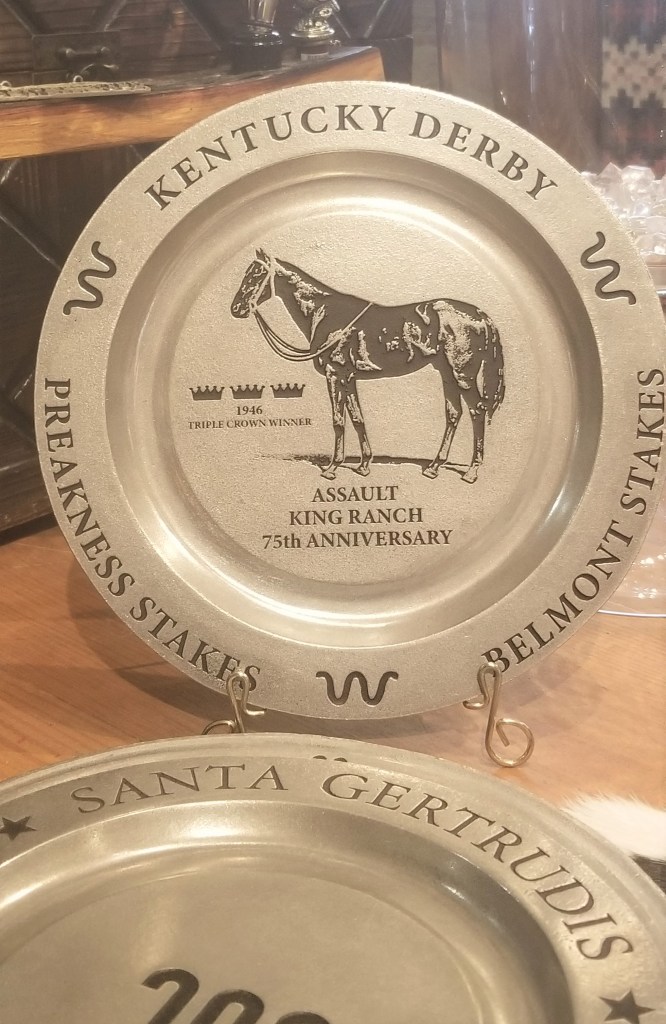 KENTUCKY DERBY
PREAKNESS STAKES
BELMONT STAKES
1946
TRIPLE CROWN WINNER
ASSAULT
KING RANCH
75th ANNIVERSARY
SANTA GERTRUDIS